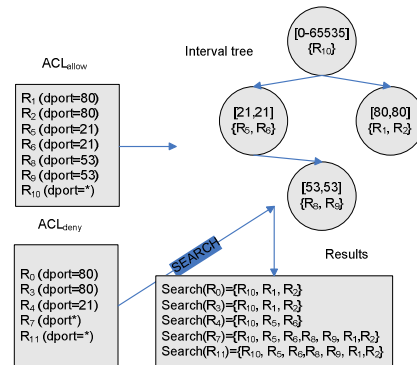 Interval tree
[0-65535]
{R10}
ACLallow
R1 (dport=80)
R2 (dport=80)
R5 (dport=21)
R6 (dport=21)
R8 (dport=53)
R9 (dport=53)
R10 (dport=*)
[21,21]
{R5, R6}
[80,80]
{R1, R2}
[53,53]
{R8, R9}
ACLdeny
R0 (dport=80)
R3 (dport=80)
R4 (dport=21)
R7 (dport*)
R11 (dport=*)
SEARCH
Results
Search(R0)={R10, R1, R2}
Search(R3)={R10, R1, R2}
Search(R4)={R10, R5, R6}
Search(R7)={R10, R5, R6,R8, R9, R1,R2}
Search(R11)={R10, R5, R6,R8, R9, R1,R2}